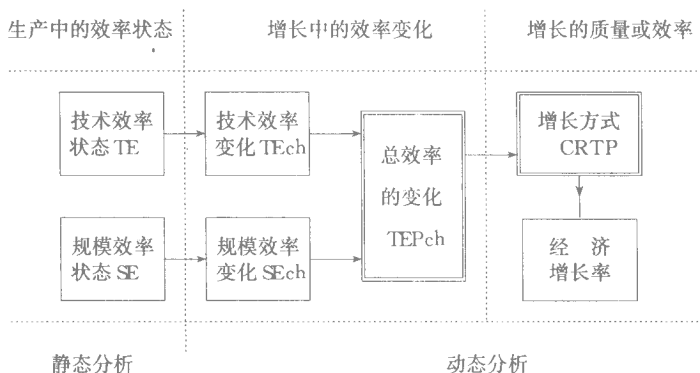 生产中的效率状态
增长中的效率变化
增长的质量或效率
技术效率
状态TE
技术效率
变化TEch
总效率
的变化
TEPch
增长方式
CRTP
规模效率
状态SE
规模效率
变化SEch
经 济
增长率
静态分析
动态分析